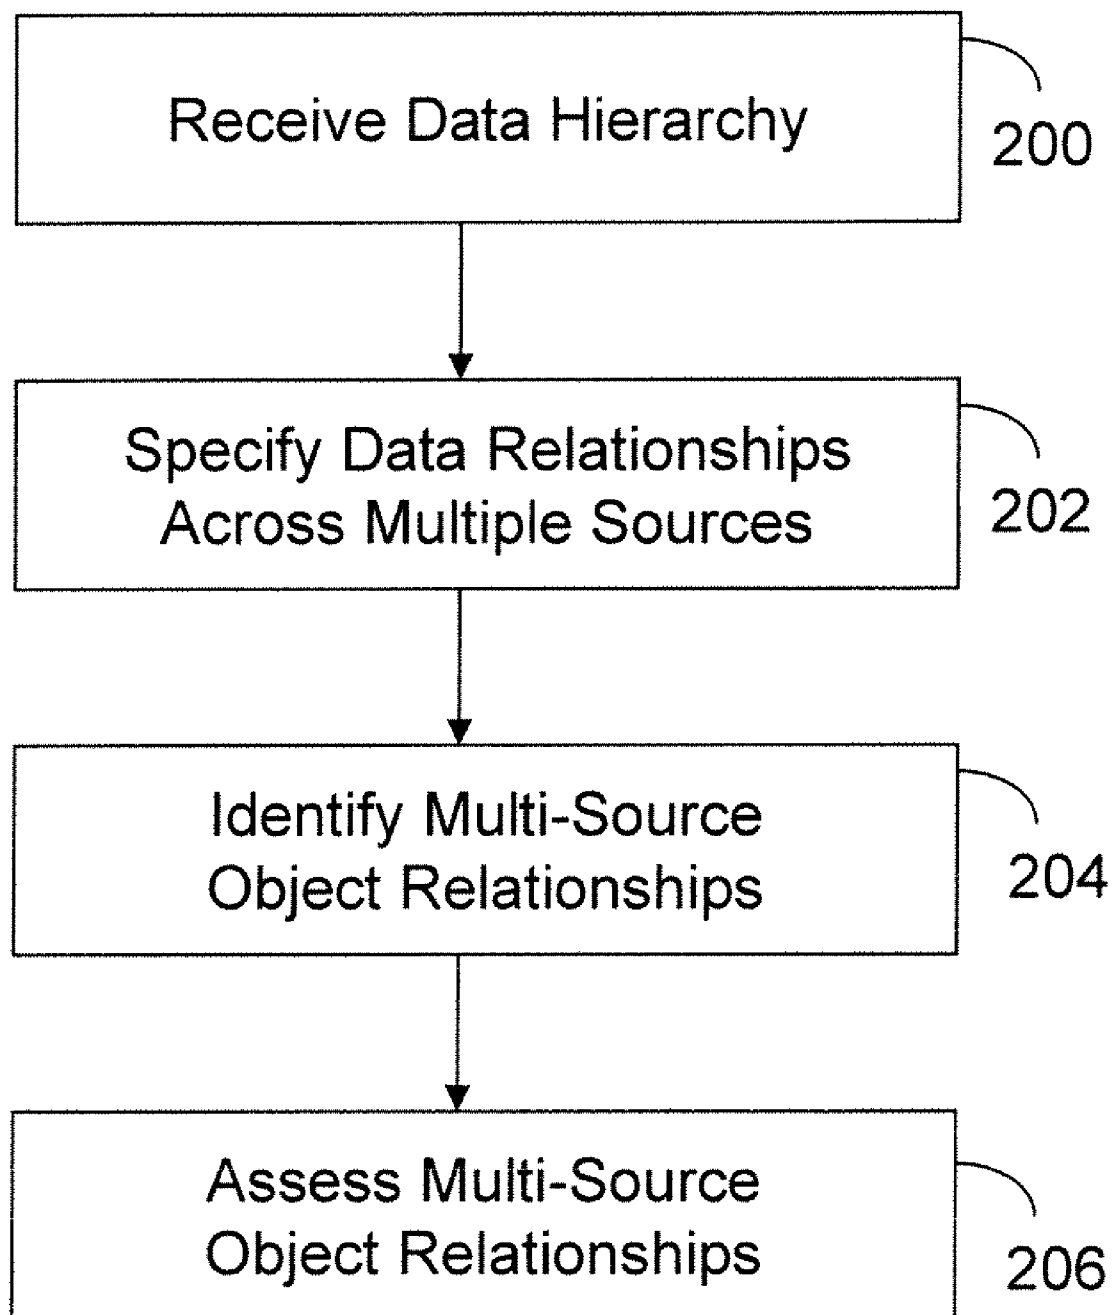 Receive Data Hierarchy
200
Specify Data Relationships
Across Multiple Sources
202
Identify Multi-Source
Object Relationships
204
Assess Multi-Source
Object Relationships
206